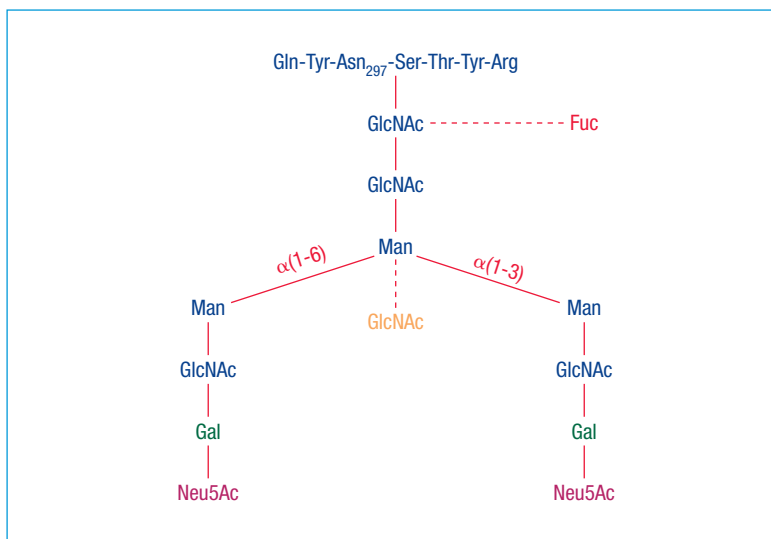 Gln-Tyr-Asn297-Ser-Thr-Tyr-Arg
GlcNAc Fuc
GlcNAc
Man
α(1-6) α(1-3)
Man Man
GlcNAc
GlcNAc GlcNAc
Gal Gal
Neu5Ac Neu5Ac